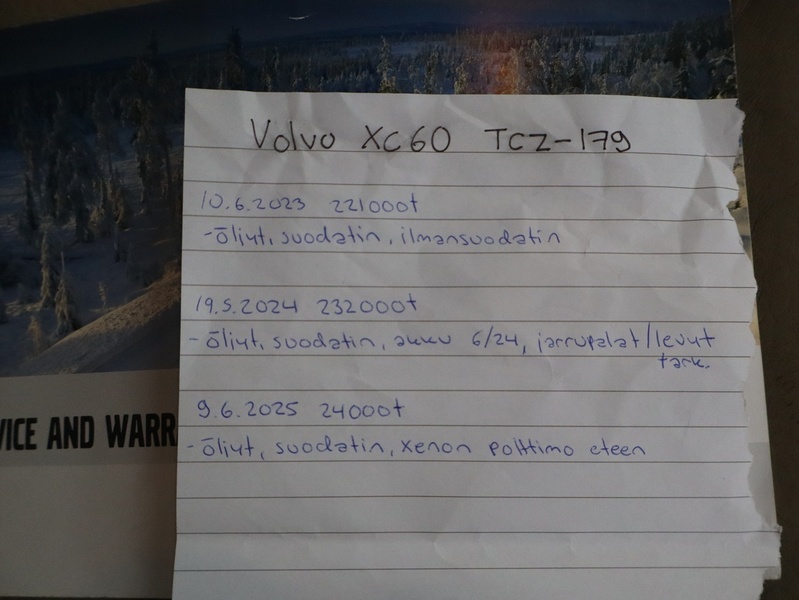 Volvo XC60 TCZ-179
10.6.2023 221000t
-öljyt, suodatin, ilmansuodatin
19.5.2024 232000t
-öljyt, suodatin, akku 6/24, jarrupalat/levyt
tark.
9.6.2025 24000t
-öljyt, suodatin, xenon polttimo eteen
VICE AND WARR